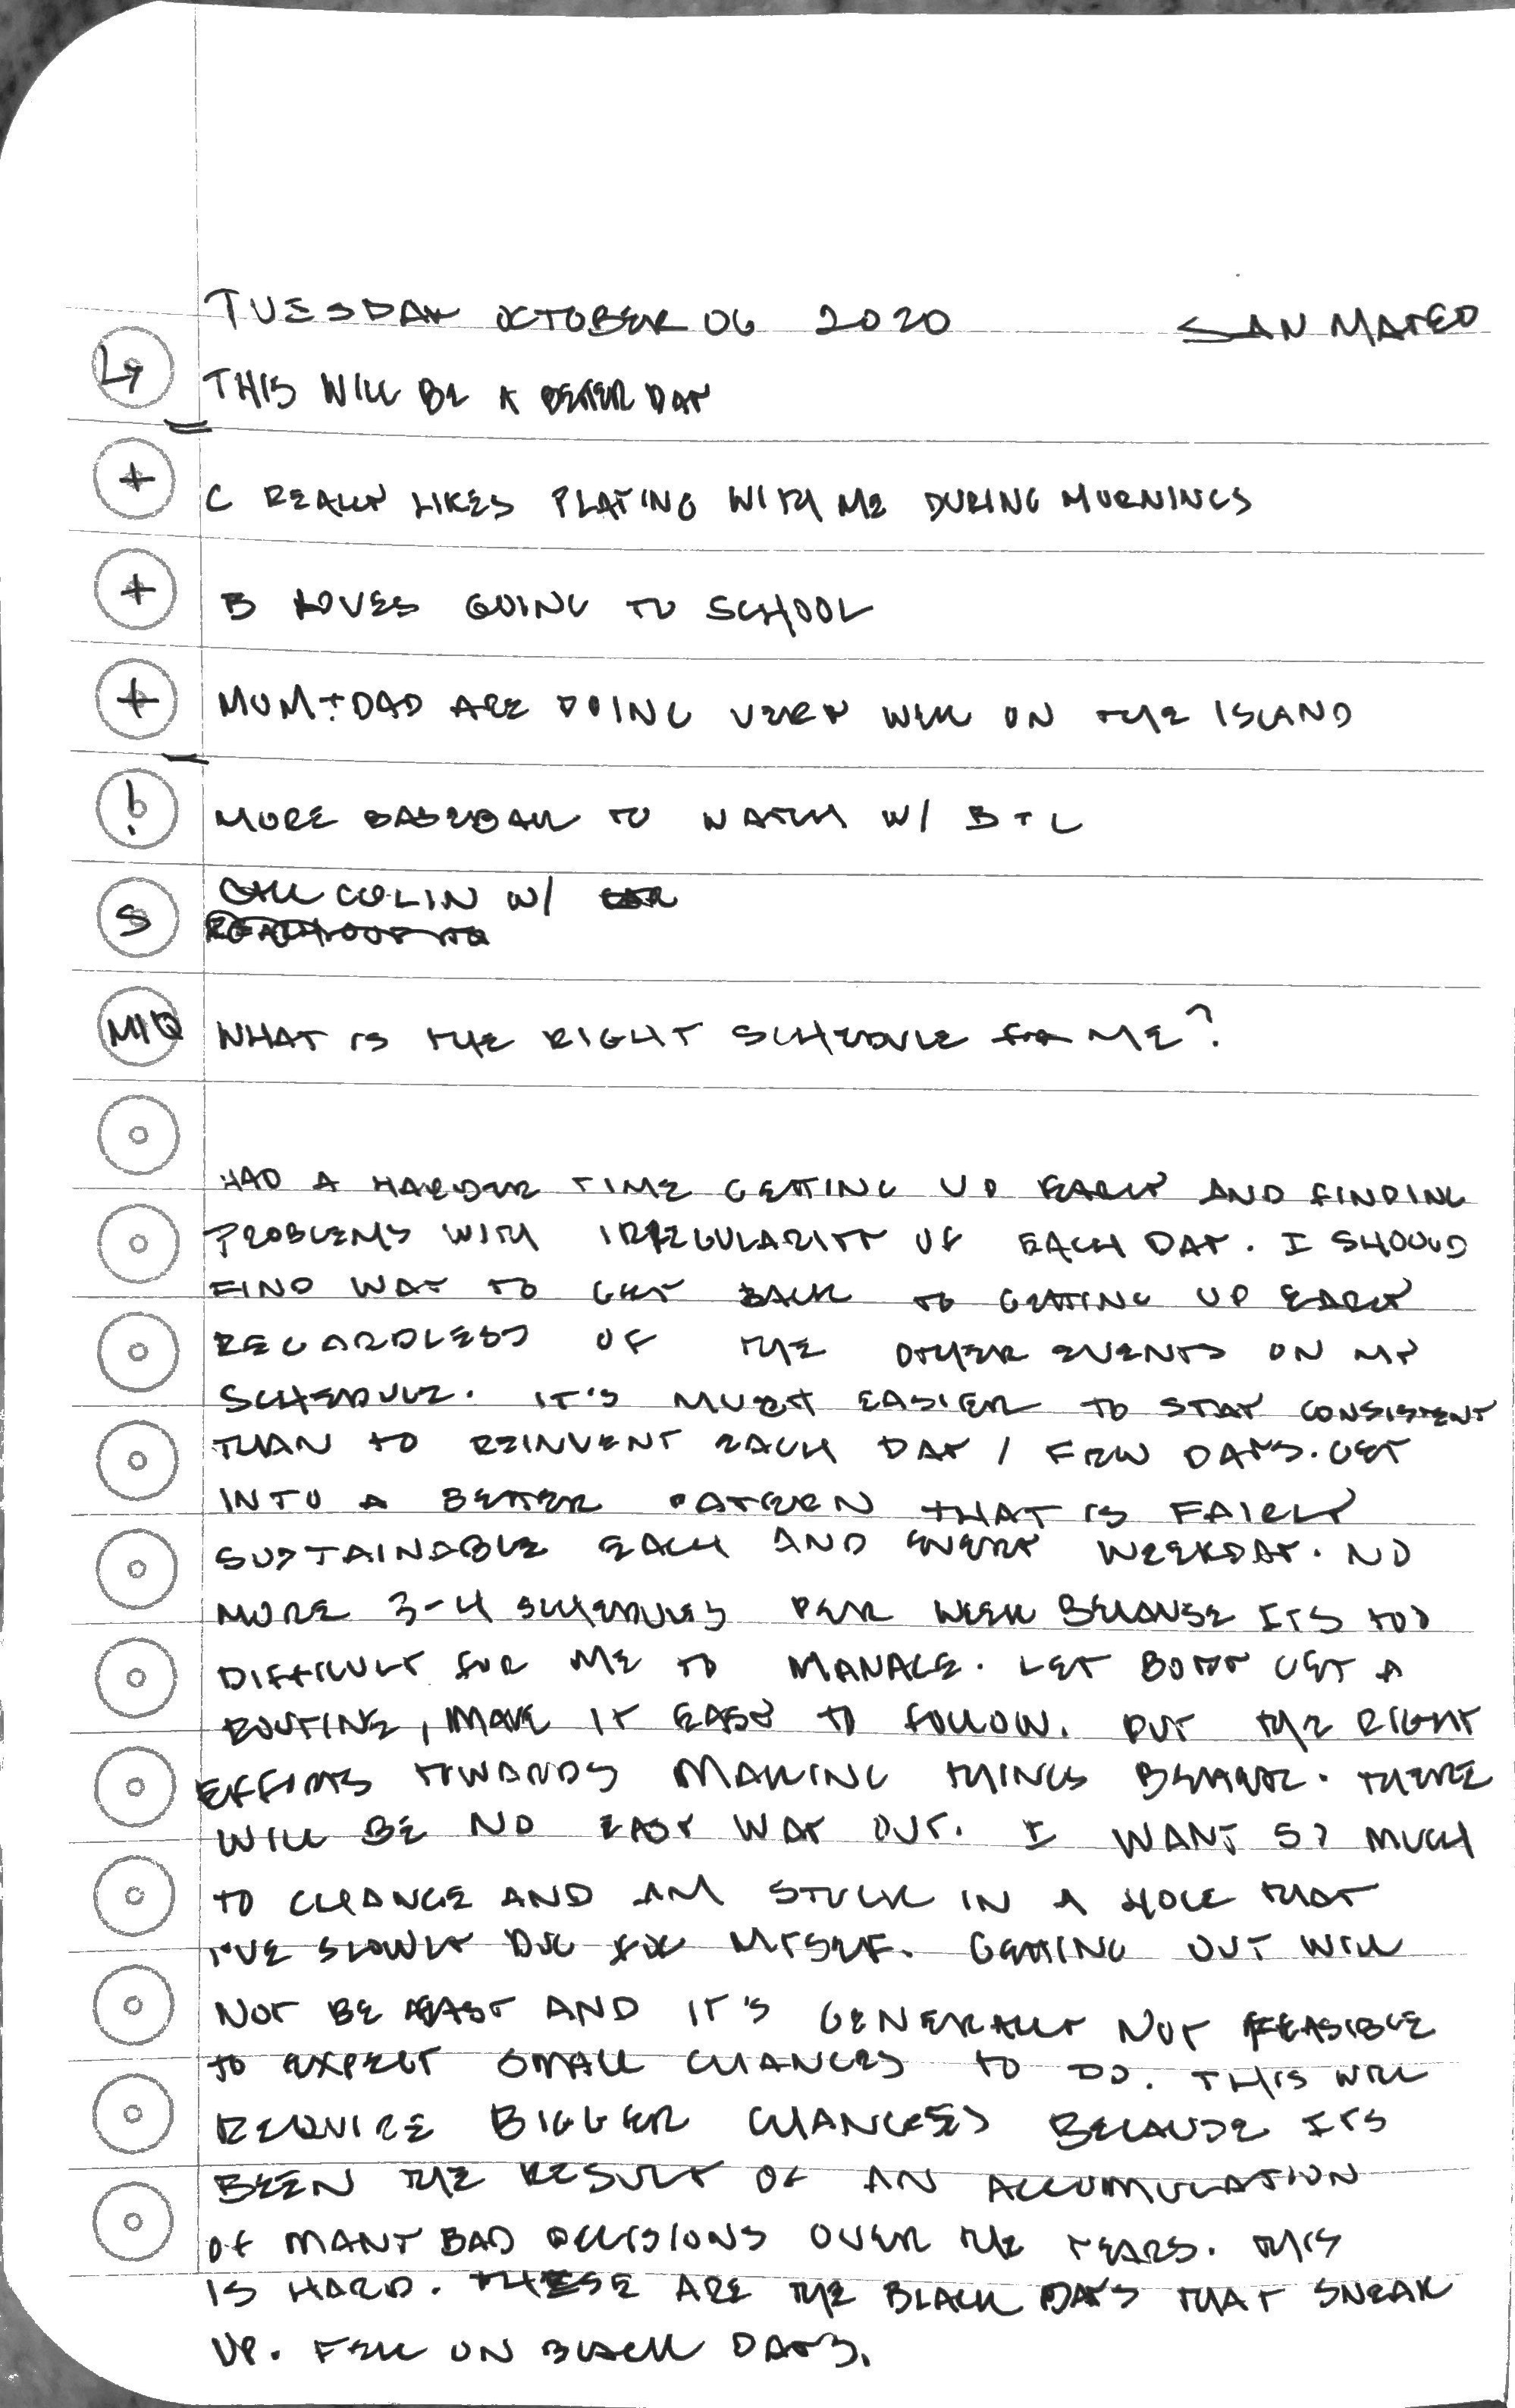 TUESDAY OCTOBER 06 2020 SAN MATEO
L9 THIS WILL BE A BETTER DAY
+ C REALLY LIKES PLAYING WITH ME DURING MORNINGS
+ B LOVES GOING TO SCHOOL
+ MUM + DAD ARE DOING VERY WELL ON THE ISLAND
! MORE BASEBALL TO WATCH W/ B + C
S CALL COLIN W/
REACH OUT TO
MIQ WHAT IS THE RIGHT SCHEDULE FOR ME?
HAD A HARDER TIME GETTING UP EARLY AND FINDING
PROBLEMS WITH IRREGULARITY OF EACH DAY. I SHOULD
FIND WAY TO GET BACK TO GETTING UP EARLY
REGARDLESS OF THE OTHER EVENTS ON MY
SCHEDULE. IT'S MUCH EASIER TO STAY CONSISTENT
THAN TO REINVENT EACH DAY / FEW DAYS. GET
INTO A BETTER PATTERN THAT IS FAIRLY
SUSTAINABLE EACH AND EVERY WEEKDAY. NO
MORE 3-4 SCHEDULES PER WEEK BECAUSE ITS TOO
DIFFICULT FOR ME TO MANAGE. LET BODY GET A
ROUTINE, MAKE IT EASY TO FOLLOW. PUT THE RIGHT
EFFORTS TOWARDS MAKING THINGS BETTER. THERE
WILL BE NO EASY WAY OUT. I WANT SO MUCH
TO CHANGE AND AM STUCK IN A HOLE THAT
I'VE SLOWLY DUG FOR MYSELF. GETTING OUT WILL
NOT BE EASY AND IT'S GENERALLY NOT FEASIBLE
TO EXPECT SMALL CHANGES TO DO. THIS WILL
REQUIRE BIGGER CHANGES BECAUSE ITS
BEEN THE RESULT OF AN ACCUMULATION
OF MANY BAD DECISIONS OVER THE YEARS. THIS
IS HARD. THESE ARE THE BLACK DAYS THAT SNEAK
UP. FELL ON BLACK DAYS.